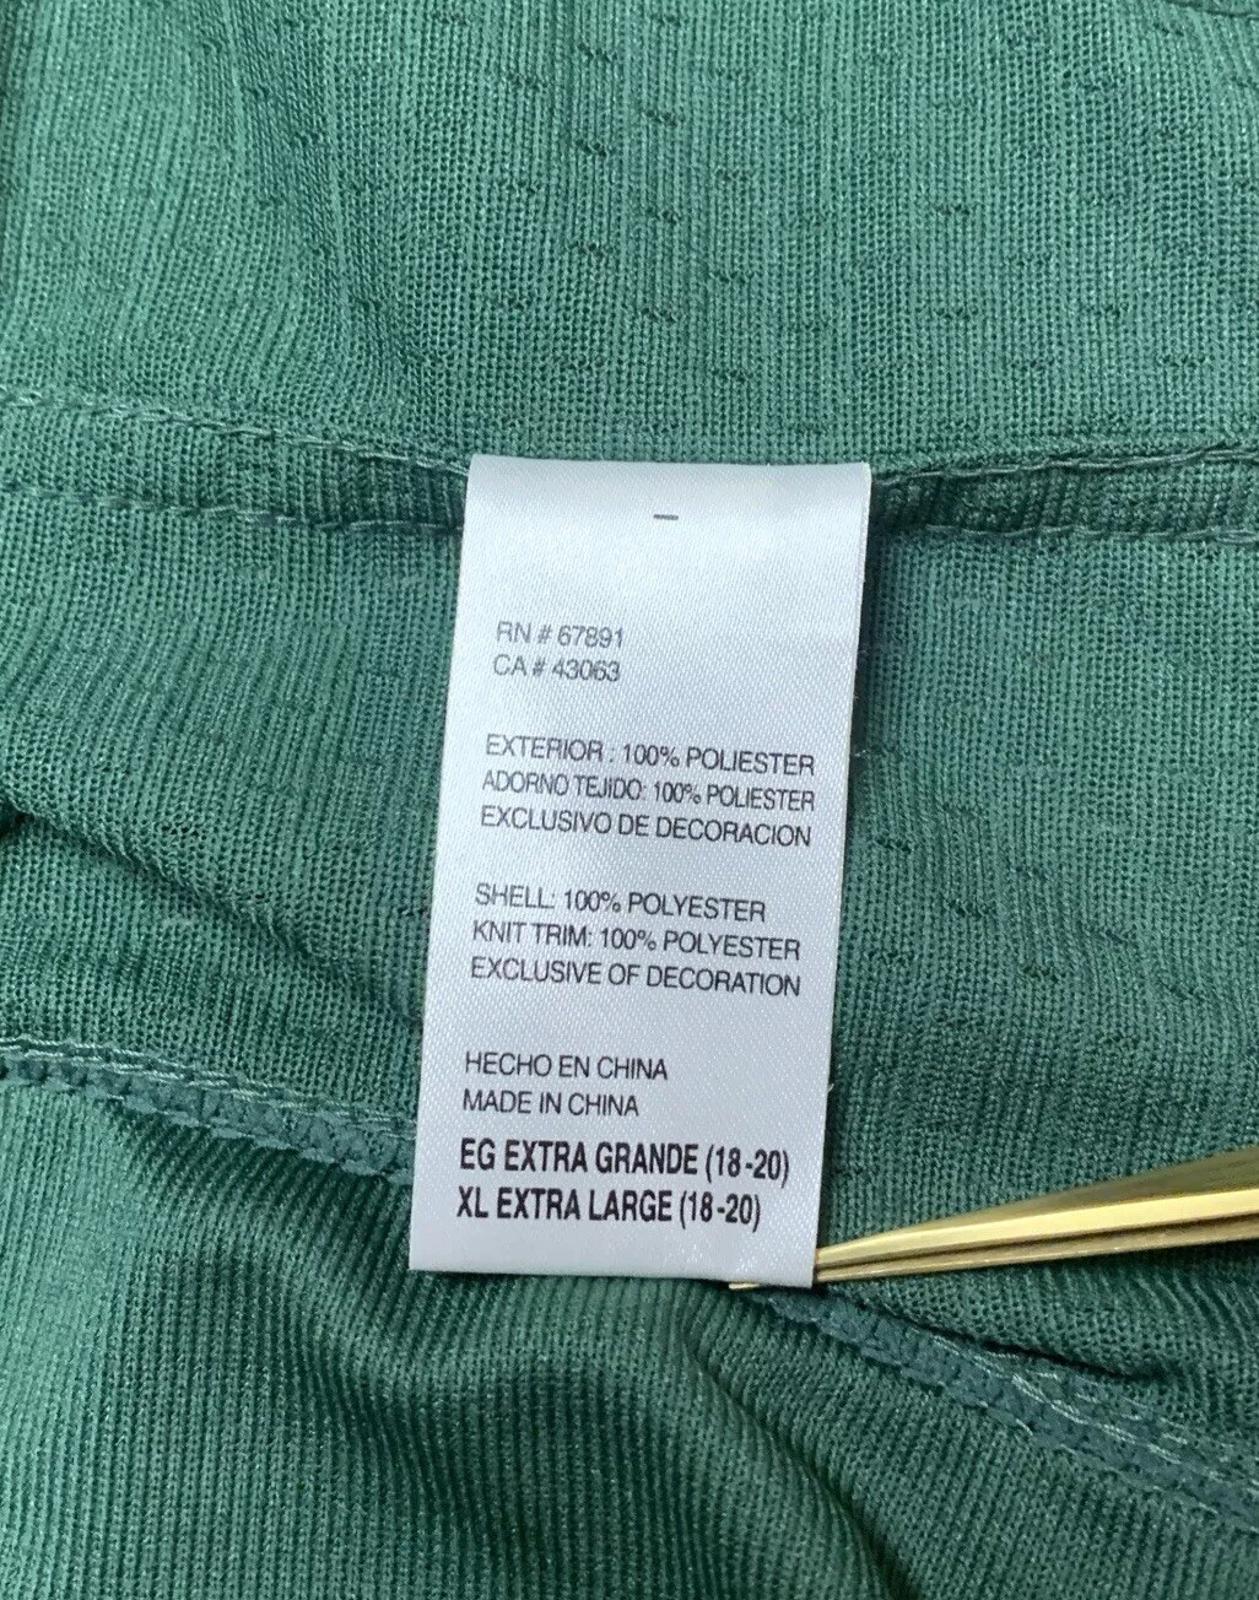 –
RN # 67891
CA # 43063
EXTERIOR : 100% POLIESTER
ADORNO TEJIDO: 100% POLIESTER
EXCLUSIVO DE DECORACION
SHELL: 100% POLYESTER
KNIT TRIM: 100% POLYESTER
EXCLUSIVE OF DECORATION
HECHO EN CHINA
MADE IN CHINA
EG EXTRA GRANDE (18-20)
XL EXTRA LARGE (18-20)